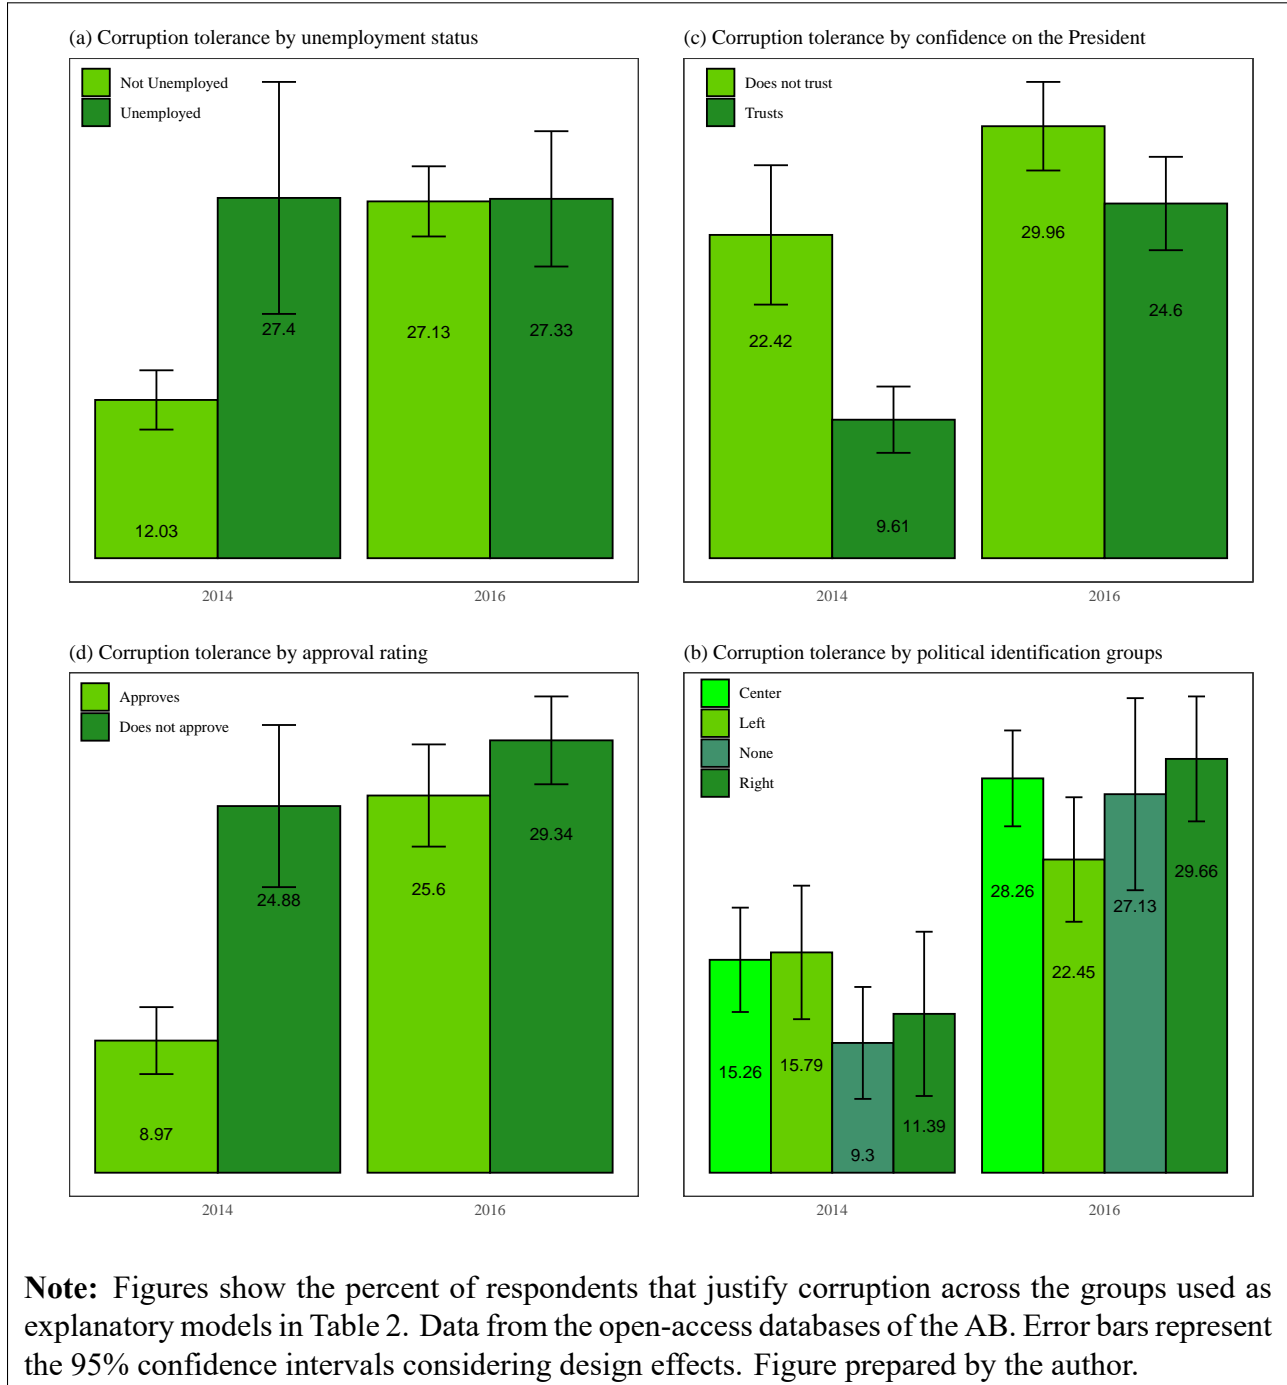 (a) Corruption tolerance by unemployment status
Not Unemployed
Unemployed
12.03
27.4
27.13
27.33
2014
2016
(c) Corruption tolerance by confidence on the President
Does not trust
Trusts
22.42
9.61
29.96
24.6
2014
2016
(d) Corruption tolerance by approval rating
Approves
Does not approve
8.97
24.88
25.6
29.34
2014
2016
(b) Corruption tolerance by political identification groups
Center
Left
None
Right
15.26
15.79
9.3
11.39
28.26
22.45
27.13
29.66
2014
2016
Note: Figures show the percent of respondents that justify corruption across the groups used as
explanatory models in Table 2. Data from the open-access databases of the AB. Error bars represent
the 95% confidence intervals considering design effects. Figure prepared by the author.